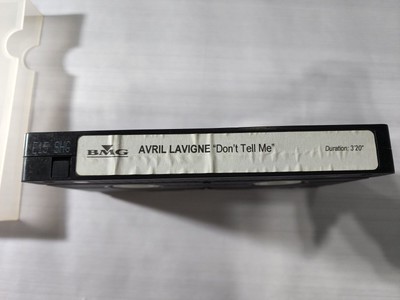 BMG AVRIL LAVIGNE "Don't Tell Me" Duration: 3'20"